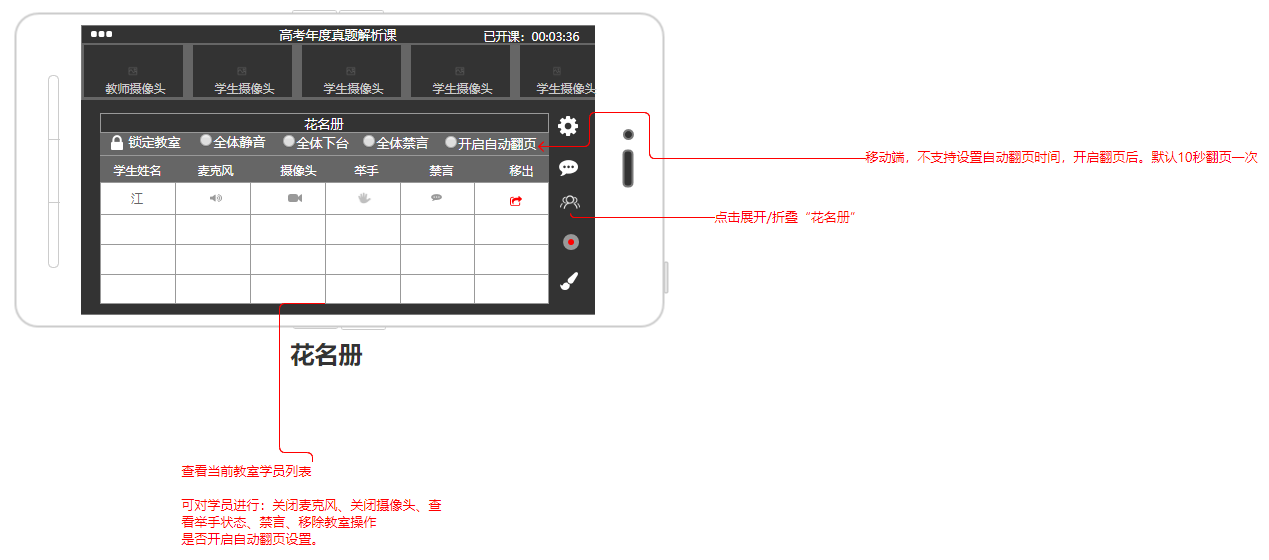 高考年度真题解析课
已开课：00:03:36
教师摄像头
学生摄像头
学生摄像头
学生摄像头
学生摄像头
花名册
锁定教室
全体静音
全体下台
全体禁言
开启自动翻页
学生姓名
麦克风
摄像头
举手
禁言
移出
江
移动端，不支持设置自动翻页时间，开启翻页后。默认10秒翻页一次
点击展开/折叠“花名册”
花名册
查看当前教室学员列表
可对学员进行：关闭麦克风、关闭摄像头、查
看举手状态、禁言、移除教室操作
是否开启自动翻页设置。